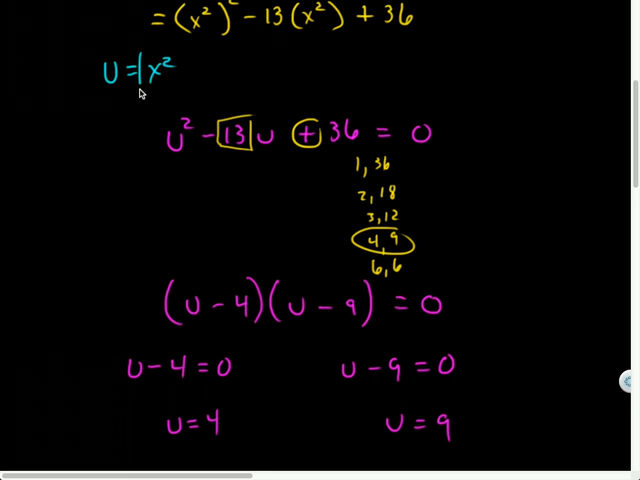 = (x²)² - 13(x²) + 36
U = x²
U² - 13U + 36 = 0
1, 36
2, 18
3, 12
4, 9
6, 6
(U - 4)(U - 9) = 0
U - 4 = 0 U - 9 = 0
U = 4 U = 9